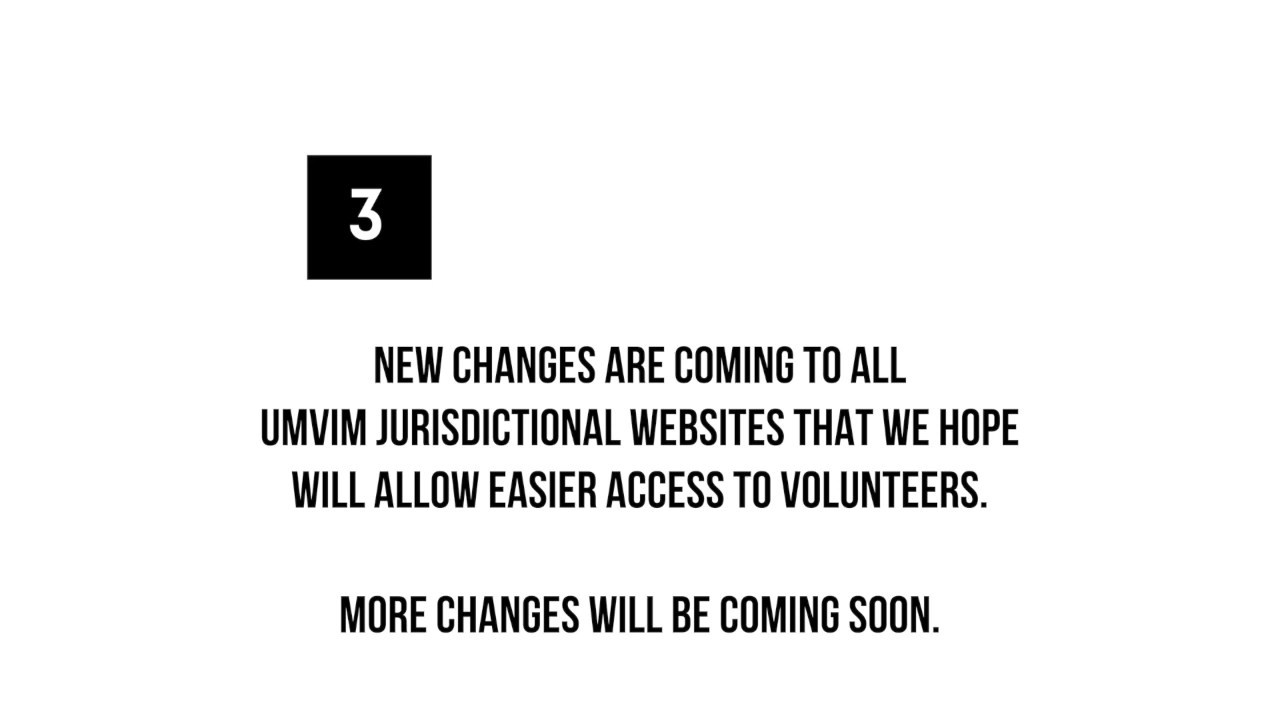 3
NEW CHANGES ARE COMING TO ALL
UMVIM JURISDICTIONAL WEBSITES THAT WE HOPE
WILL ALLOW EASIER ACCESS TO VOLUNTEERS.
MORE CHANGES WILL BE COMING SOON.